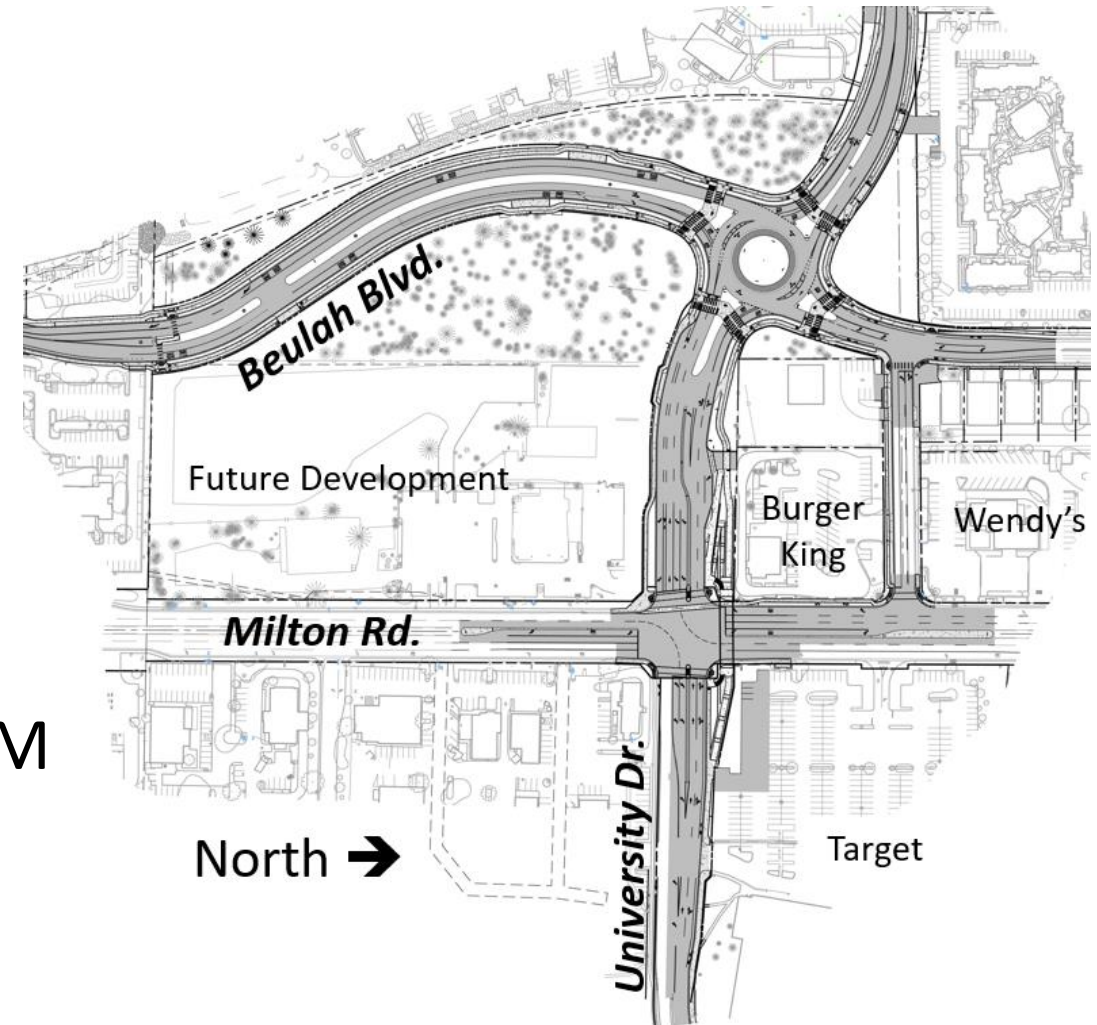 Beulah Blvd.
Future Development
Burger
King
Wendy's
Milton Rd.
M
North ➔
University Dr.
Target